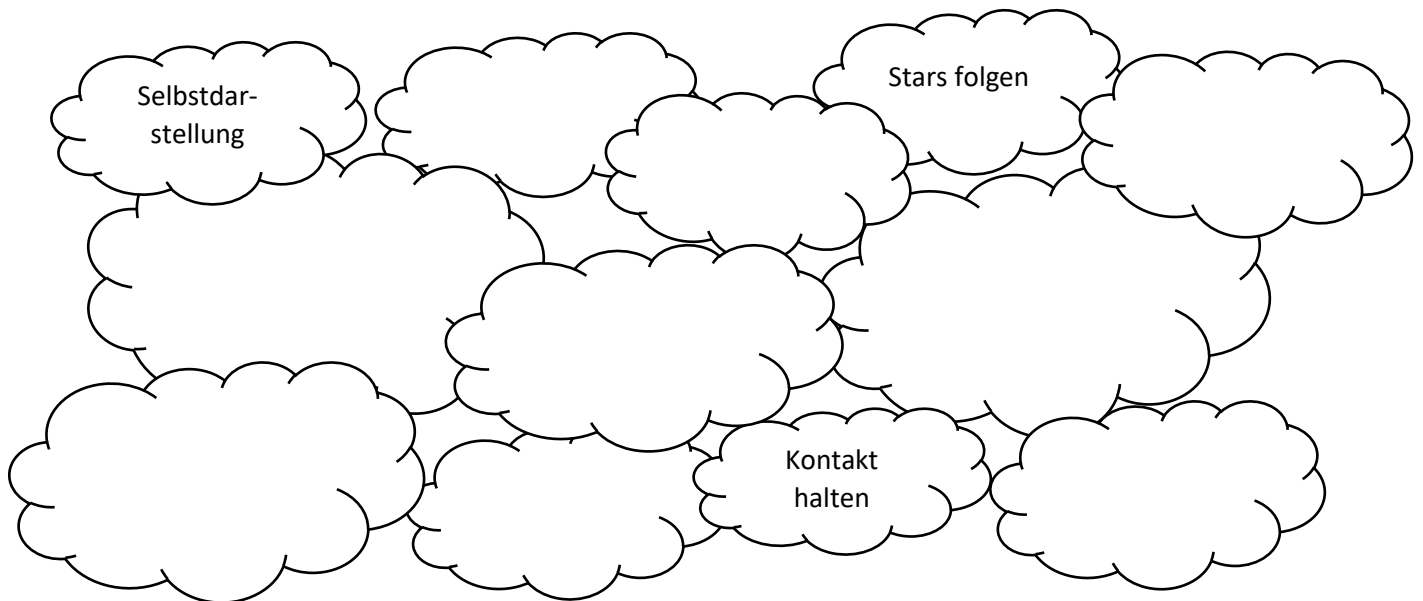 Selbstdar-
stellung
Stars folgen
Kontakt
halten